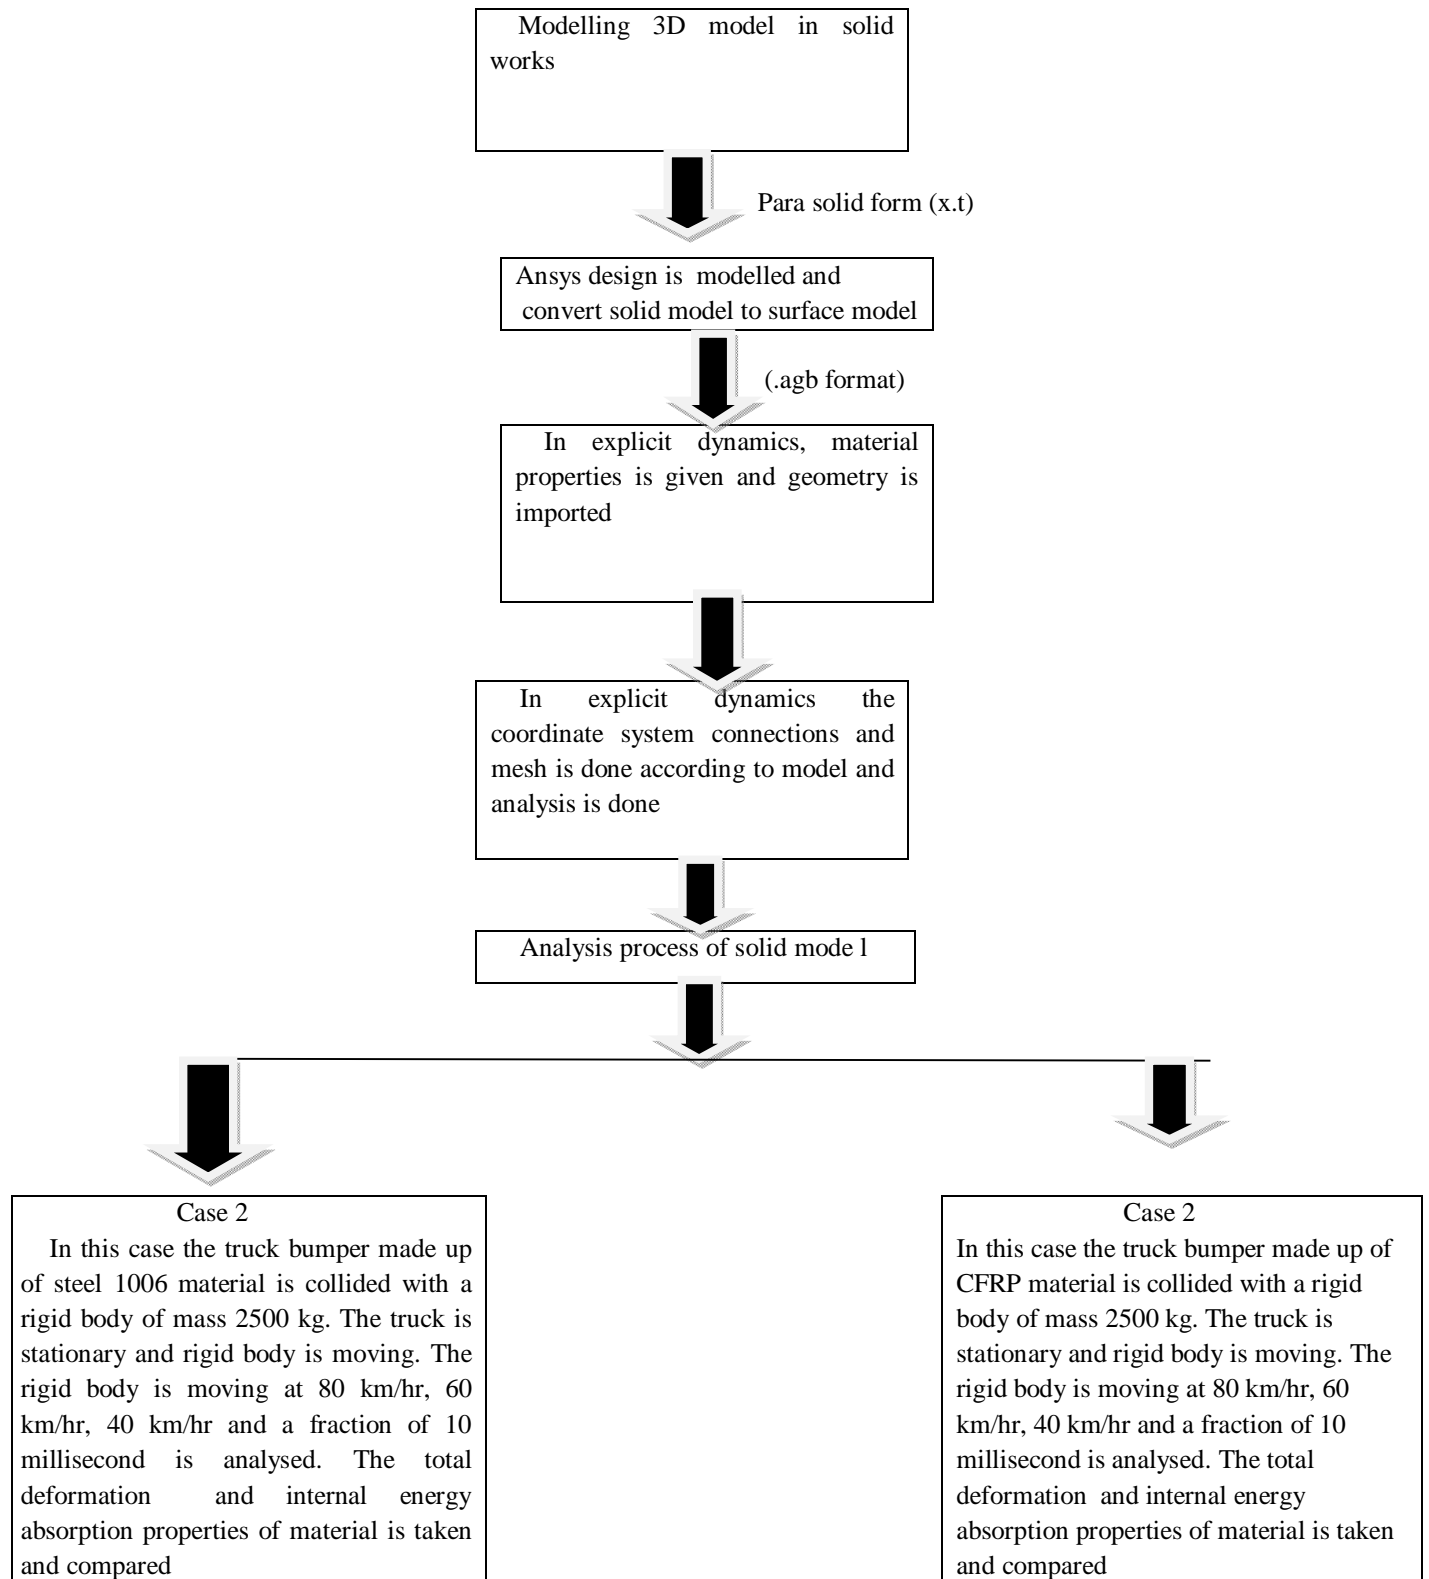 Modelling 3D model in solid
works
Para solid form (x.t)
Ansys design is modelled and
convert solid model to surface model
(.agb format)
In explicit dynamics, material
properties is given and geometry is
imported
In explicit dynamics the
coordinate system connections and
mesh is done according to model and
analysis is done
Analysis process of solid mode l
Case 2
In this case the truck bumper made up
of steel 1006 material is collided with a
rigid body of mass 2500 kg. The truck is
stationary and rigid body is moving. The
rigid body is moving at 80 km/hr, 60
km/hr, 40 km/hr and a fraction of 10
millisecond is analysed. The total
deformation and internal energy
absorption properties of material is taken
and compared
Case 2
In this case the truck bumper made up of
CFRP material is collided with a rigid
body of mass 2500 kg. The truck is
stationary and rigid body is moving. The
rigid body is moving at 80 km/hr, 60
km/hr, 40 km/hr and a fraction of 10
millisecond is analysed. The total
deformation and internal energy
absorption properties of material is taken
and compared